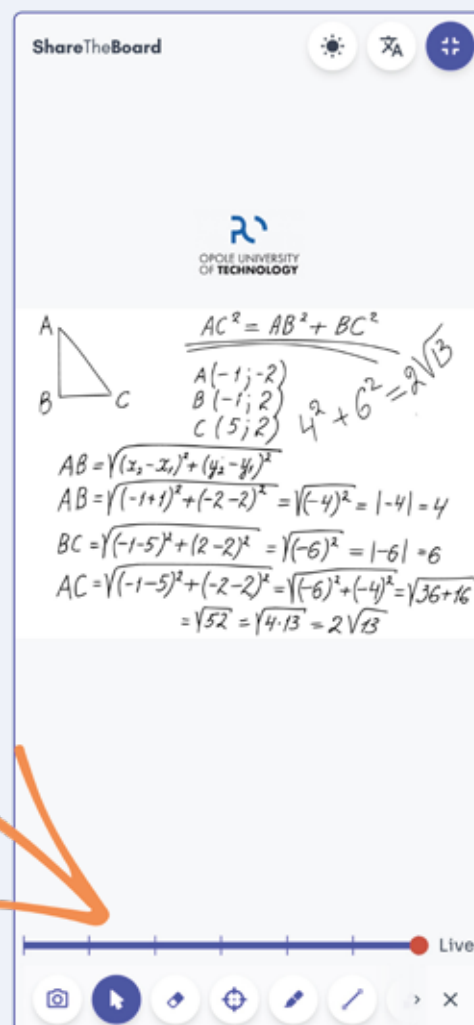 ShareTheBoard
OPOLE UNIVERSITY
OF TECHNOLOGY
A
B
C
AC² = AB² + BC²
A(-1;-2)
B(-1;2)
C(5;2)
4² + 6² = 2√13
AB = √(x₂-x₁)²+(y₂-y₁)²
AB = √(-1+1)²+(-2-2)² = √(-4)² = |-4| = 4
BC = √(-1-5)²+(2-2)² = √(-6)² = |-6| = 6
AC = √(-1-5)²+(-2-2)² = √(-6)²+(-4)² = √36+16
= √52 = √4·13 = 2√13
Live